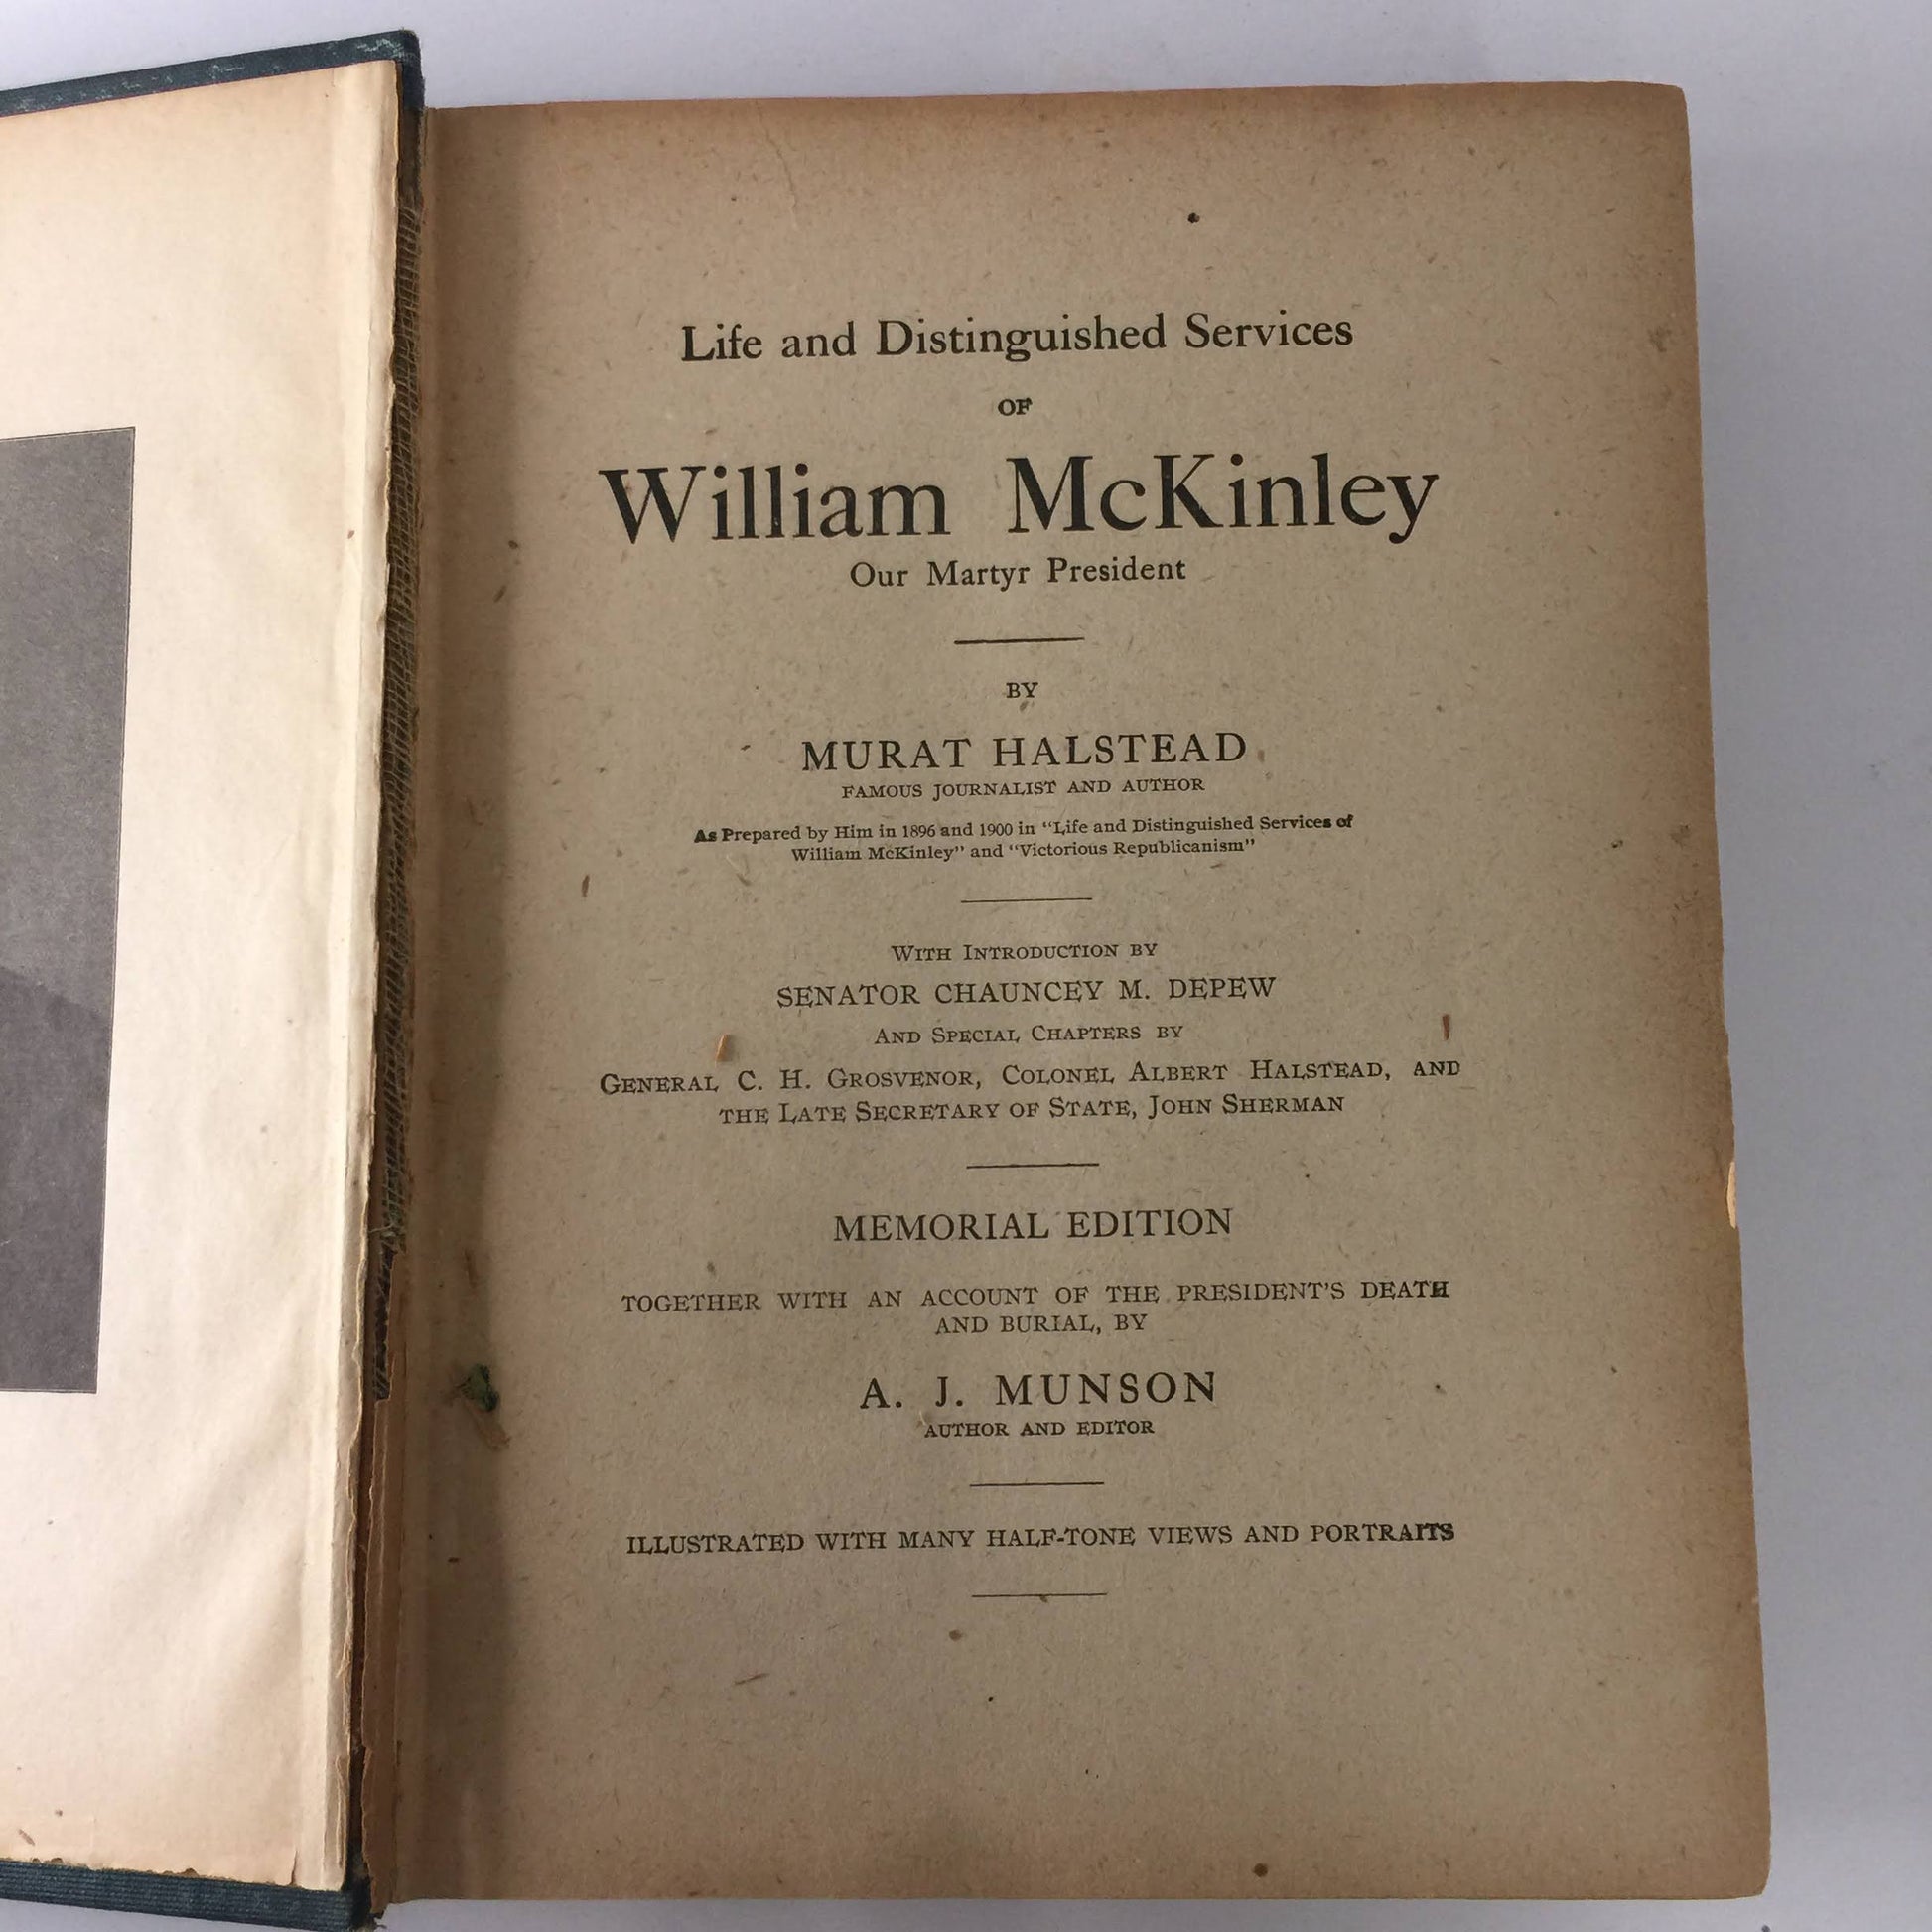 Life and Distinguished Services
OF
William McKinley
Our Martyr President
BY
MURAT HALSTEAD
FAMOUS JOURNALIST AND AUTHOR
As Prepared by Him in 1896 and 1900 in "Life and Distinguished Services of
William McKinley" and "Victorious Republicanism"
WITH INTRODUCTION BY
SENATOR CHAUNCEY M. DEPEW
AND SPECIAL CHAPTERS BY
GENERAL C. H. GROSVENOR, COLONEL ALBERT HALSTEAD, AND
THE LATE SECRETARY OF STATE, JOHN SHERMAN
MEMORIAL EDITION
TOGETHER WITH AN ACCOUNT OF THE PRESIDENT'S DEATH
AND BURIAL, BY
A. J. MUNSON
AUTHOR AND EDITOR
ILLUSTRATED WITH MANY HALF-TONE VIEWS AND PORTRAITS